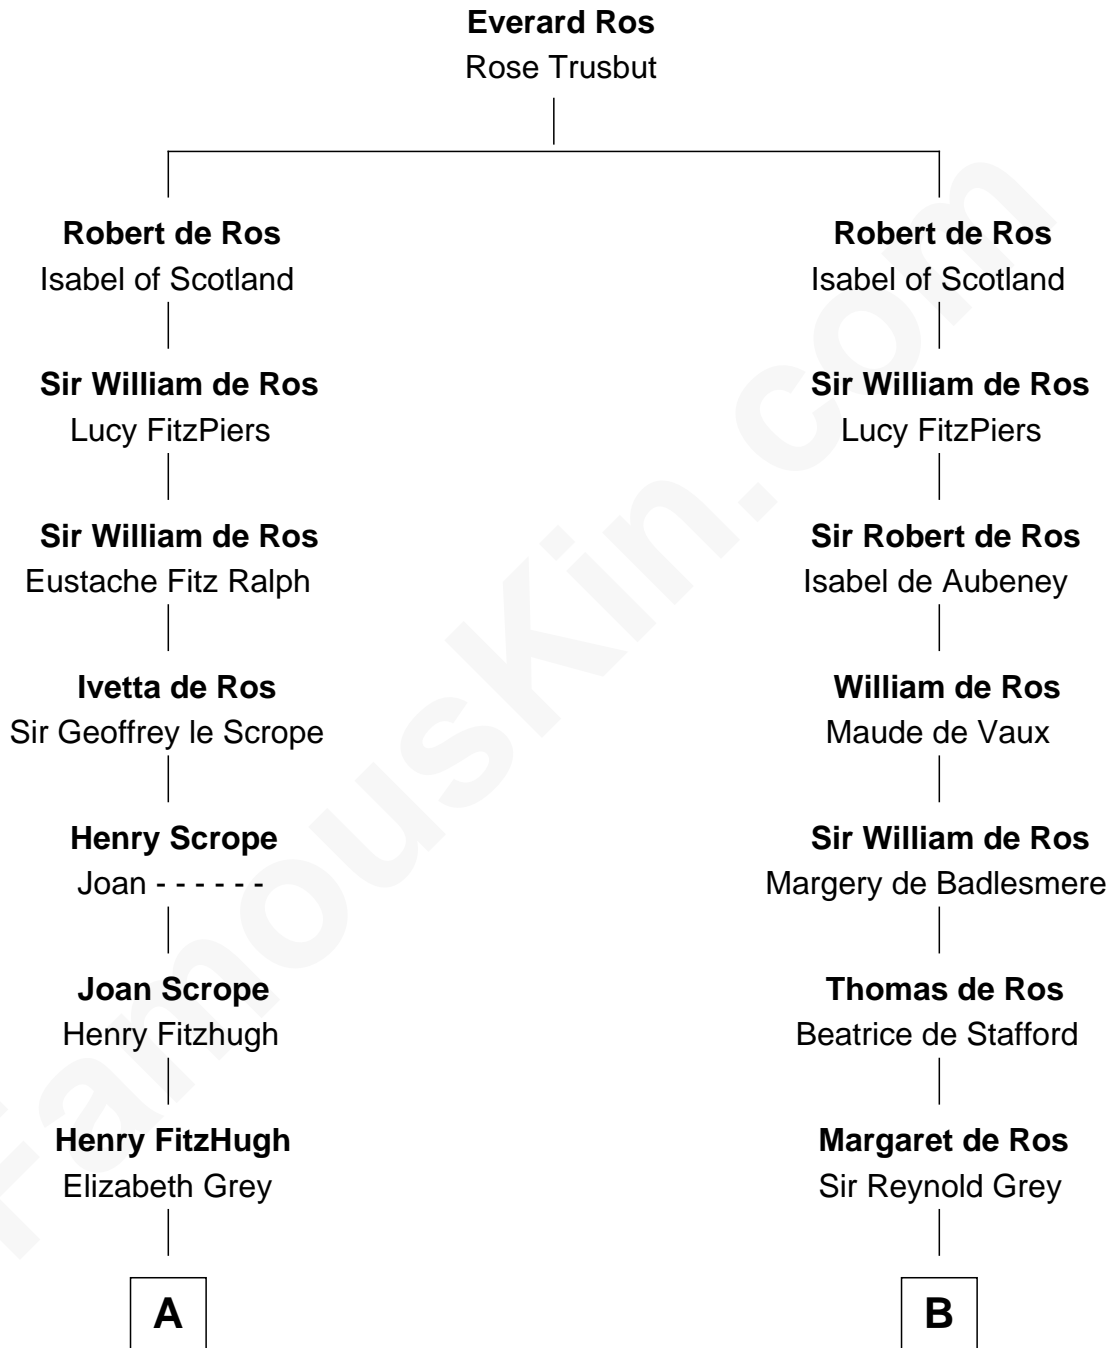 Everard Ros
Rose Trusbut
Robert de Ros
Isabel of Scotland
Sir William de Ros
Lucy FitzPiers
Sir William de Ros
Eustache Fitz Ralph
Ivetta de Ros
Sir Geoffrey le Scrope
Henry Scrope
Joan - - - - - -
Joan Scrope
Henry Fitzhugh
Henry FitzHugh
Elizabeth Grey
A
Robert de Ros
Isabel of Scotland
Sir William de Ros
Lucy FitzPiers
Sir Robert de Ros
Isabel de Aubeney
William de Ros
Maude de Vaux
Sir William de Ros
Margery de Badlesmere
Thomas de Ros
Beatrice de Stafford
Margaret de Ros
Sir Reynold Grey
B
FamousKin.com